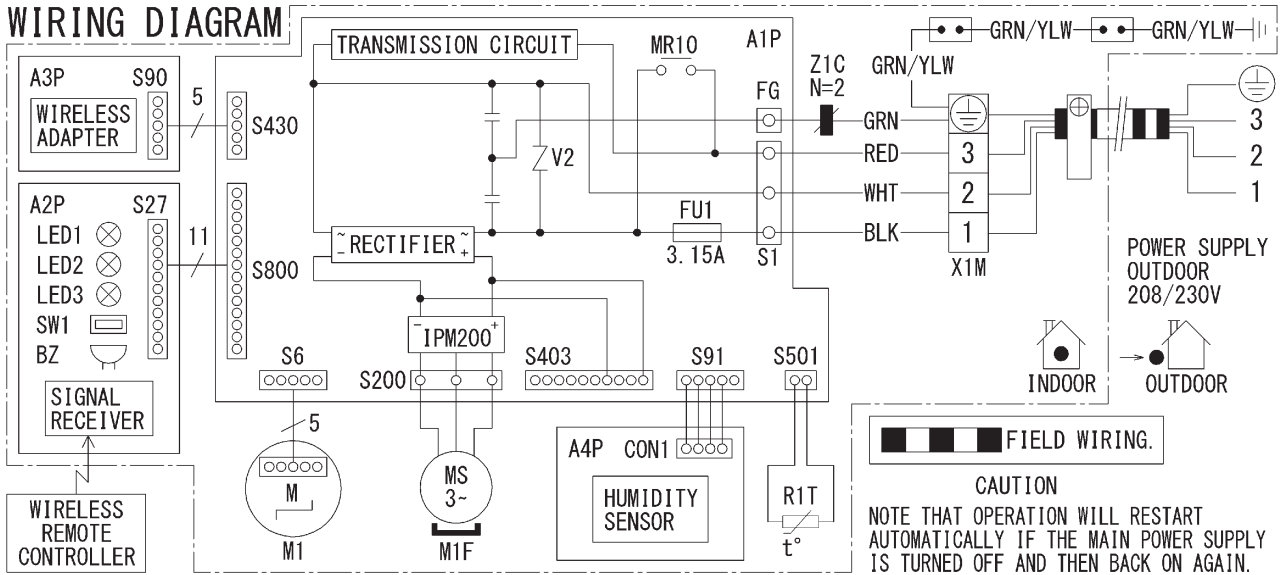 WIRING DIAGRAM
TRANSMISSION CIRCUIT
MR10
A1P
Z1C
N=2
GRN/YLW
GRN/YLW
GRN/YLW
A3P
S90
WIRELESS
ADAPTER
5
S430
FG
GRN
RED
3
WHT
2
BLK
1
X1M
3
2
1
V2
FU1
3.15A
S1
A2P
S27
LED1
LED2
LED3
SW1
BZ
11
S800
~ RECTIFIER ~
- +
- IPM200 +
SIGNAL
RECEIVER
S6
S200
S403
S91
S501
5
M
M1
MS
3~
M1F
A4P
CON1
HUMIDITY
SENSOR
R1T
t°
WIRELESS
REMOTE
CONTROLLER
POWER SUPPLY
OUTDOOR
208/230V
INDOOR
OUTDOOR
FIELD WIRING.
CAUTION
NOTE THAT OPERATION WILL RESTART
AUTOMATICALLY IF THE MAIN POWER SUPPLY
IS TURNED OFF AND THEN BACK ON AGAIN.